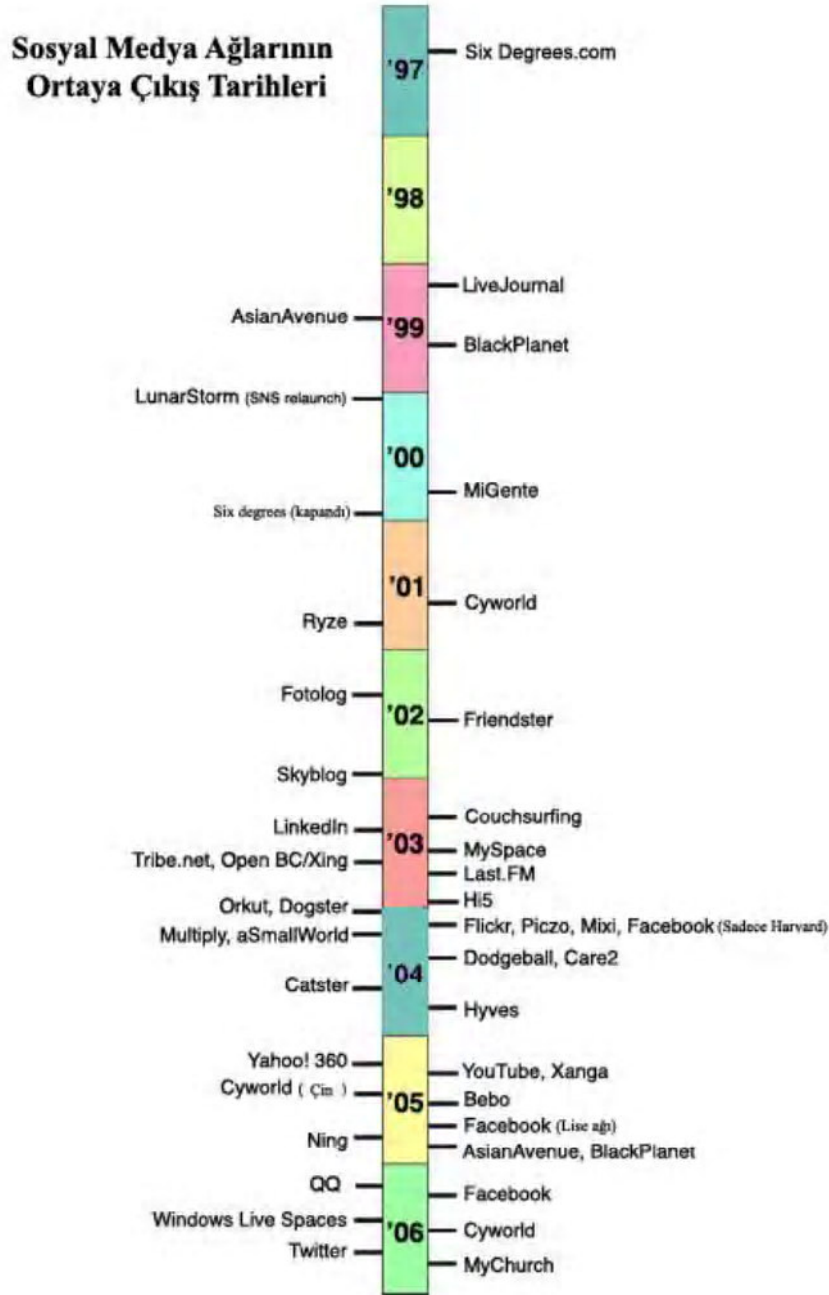 Sosyal Medya Ağlarının
Ortaya Çıkış Tarihleri
'97
Six Degrees.com
'98
LiveJournal
AsianAvenue
'99
BlackPlanet
LunarStorm (SNS relaunch)
'00
MiGente
Six degrees (kapandı)
'01
Cyworld
Ryze
Fotolog
'02
Friendster
Skyblog
Couchsurfing
LinkedIn
'03
MySpace
Tribe.net, Open BC/Xing
Last.FM
Hi5
Orkut, Dogster
Flickr, Piczo, Mixi, Facebook (Sadece Harvard)
Multiply, aSmallWorld
Dodgeball, Care2
'04
Catster
Hyves
Yahoo! 360
YouTube, Xanga
Cyworld ( Çin )
'05
Bebo
Facebook (Lise ağı)
Ning
AsianAvenue, BlackPlanet
QQ
Facebook
Windows Live Spaces
'06
Cyworld
Twitter
MyChurch